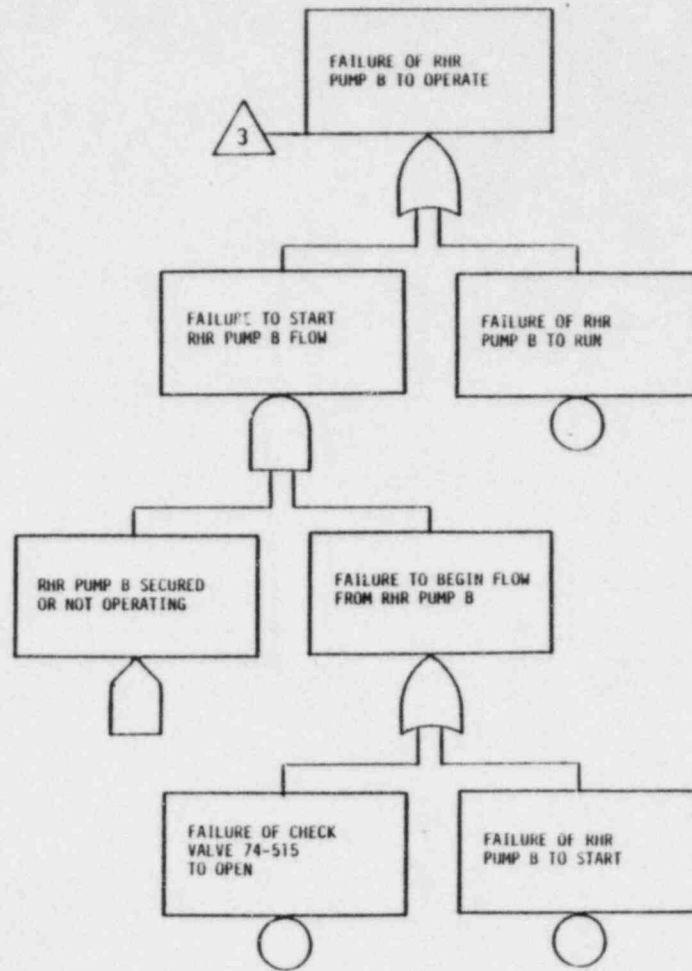 FAILURE OF RHR
PUMP B TO OPERATE
3
FAILURE TO START
RHR PUMP B FLOW
FAILURE OF RHR
PUMP B TO RUN
RHR PUMP B SECURED
OR NOT OPERATING
FAILURE TO BEGIN FLOW
FROM RHR PUMP B
FAILURE OF CHECK
VALVE 74-515
TO OPEN
FAILURE OF RHR
PUMP B TO START